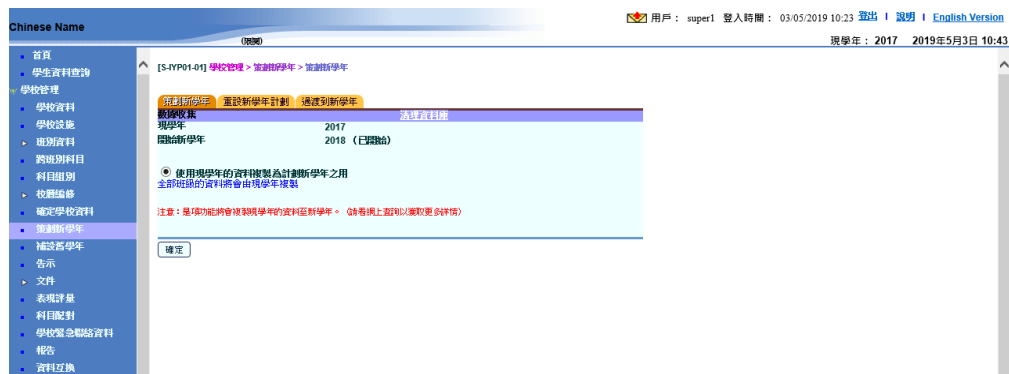 Chinese Name
用戶： super1 登入時間： 03/05/2019 10:23 登出 | 說明 | English Version
(限閱)
現學年： 2017 2019年5月3日 10:43
首頁
學生資料查詢
學校管理
學校資料
學校設施
班別資料
跨班別科目
科目組別
校曆編修
確定學校資料
策劃新學年
補設舊學年
告示
文件
表現評量
科目配對
學校緊急聯絡資料
報告
資料互換
[S-IYP01-01] 學校管理 > 策劃新學年 > 策劃新學年
策劃新學年 重設新學年計劃 過渡到新學年
數據收集 清理資料庫
現學年 2017
開始新學年 2018 （已開始）
使用現學年的資料複製為計劃新學年之用
全部班級的資料將會由現學年複製
注意：是項功能將會複製現學年的資料至新學年。（請看網上查詢以獲取更多詳情）
確定